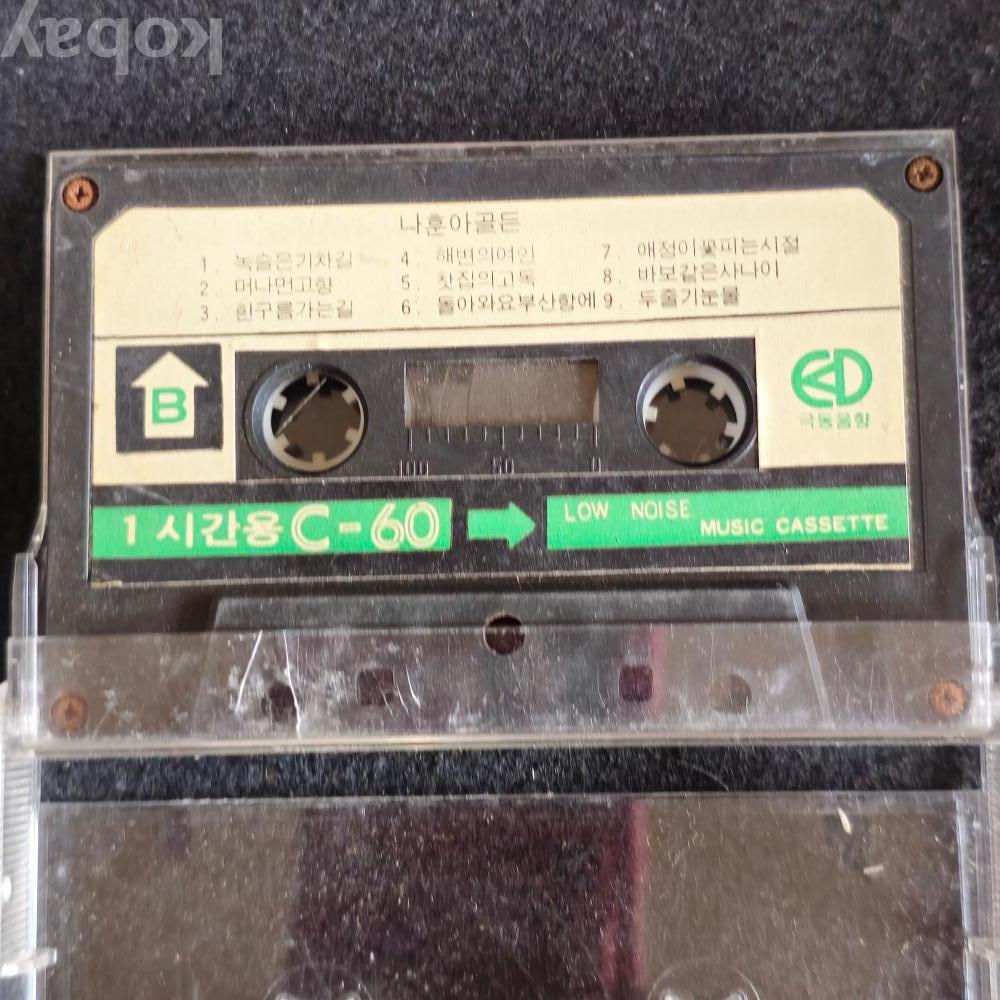 kobay
나훈아골든
1. 녹슬은기차길
2. 머나먼고향
3. 흰구름가는길
4. 해변의여인
5. 찻집의고독
6. 돌아와요부산항에
7. 애정이꽃피는시절
8. 바보같은사나이
9. 두줄기눈물
B
극동음향
100 50 0
1 시간용 C-60
LOW NOISE
MUSIC CASSETTE